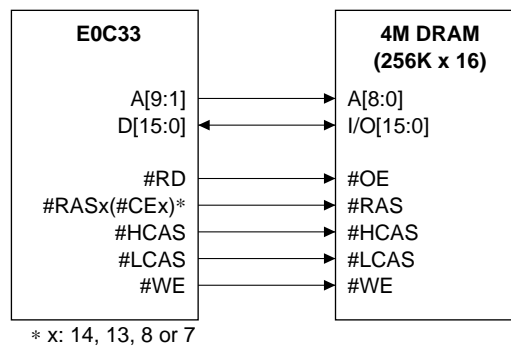 E0C33
4M DRAM
(256K x 16)
A[9:1]
A[8:0]
D[15:0]
I/O[15:0]
#RD
#OE
#RASx(#CEx)*
#RAS
#HCAS
#HCAS
#LCAS
#LCAS
#WE
#WE
* x: 14, 13, 8 or 7